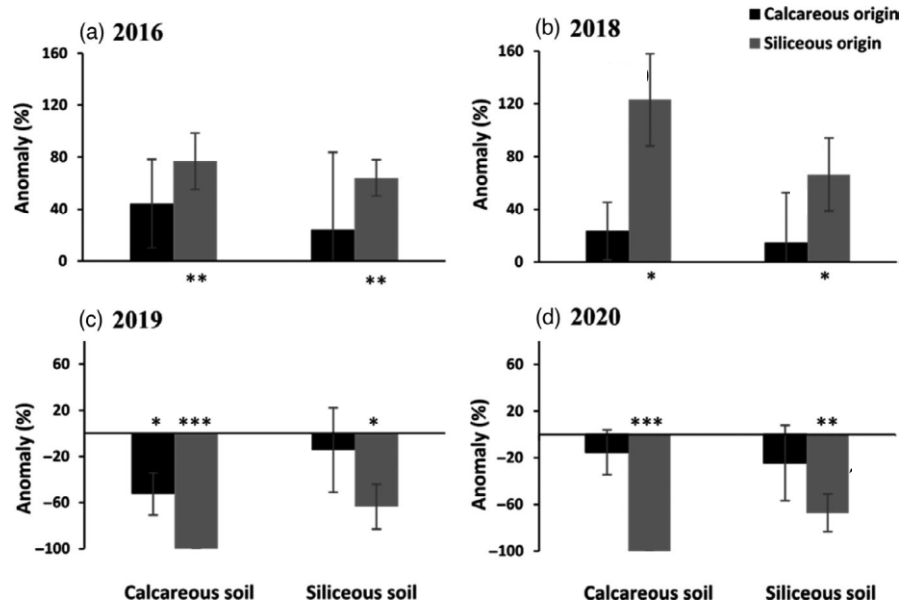 (a) 2016
(b) 2018
Calcareous origin
Siliceous origin
Anomaly (%)
160
120
80
40
0
** **
Anomaly (%)
160
120
80
40
0
* *
(c) 2019
(d) 2020
Anomaly (%)
60
20
−20
−60
−100
* *** *
Anomaly (%)
60
20
−20
−60
−100
*** **
Calcareous soil Siliceous soil
Calcareous soil Siliceous soil